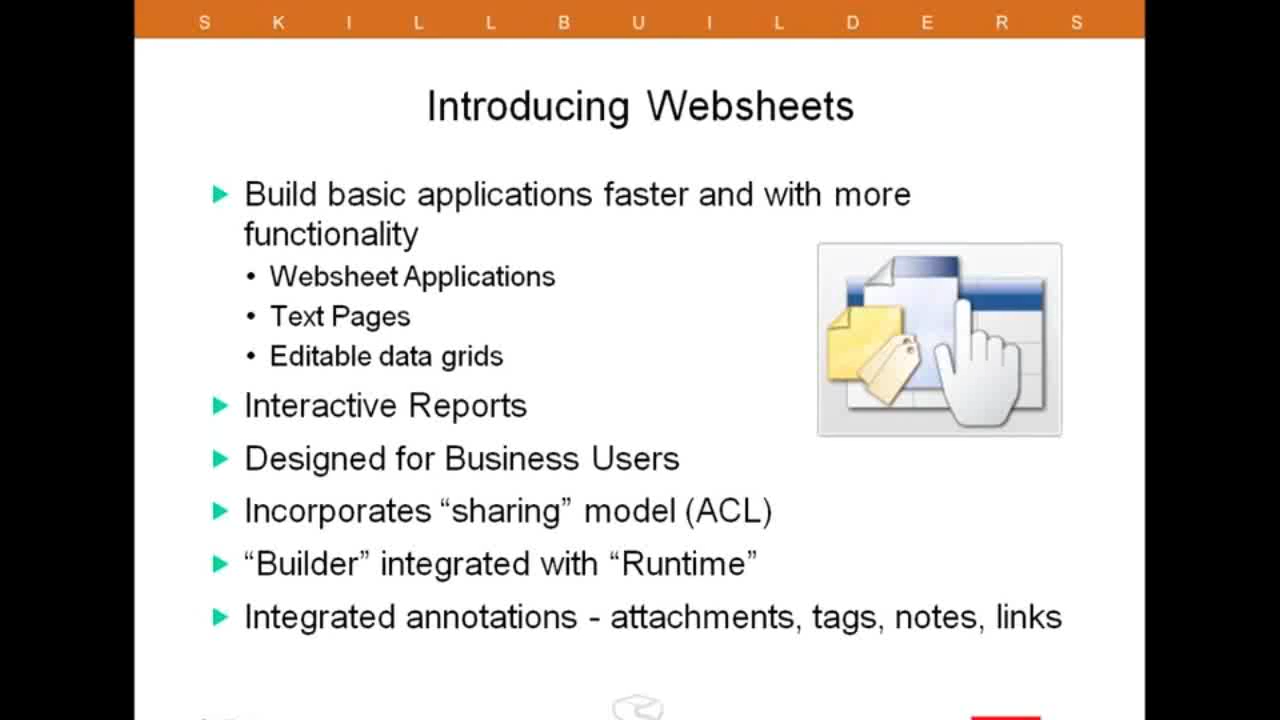 SKILLBUILDERS
Introducing Websheets
Build basic applications faster and with more
functionality
• Websheet Applications
• Text Pages
• Editable data grids
Interactive Reports
Designed for Business Users
Incorporates “sharing” model (ACL)
“Builder” integrated with “Runtime”
Integrated annotations - attachments, tags, notes, links